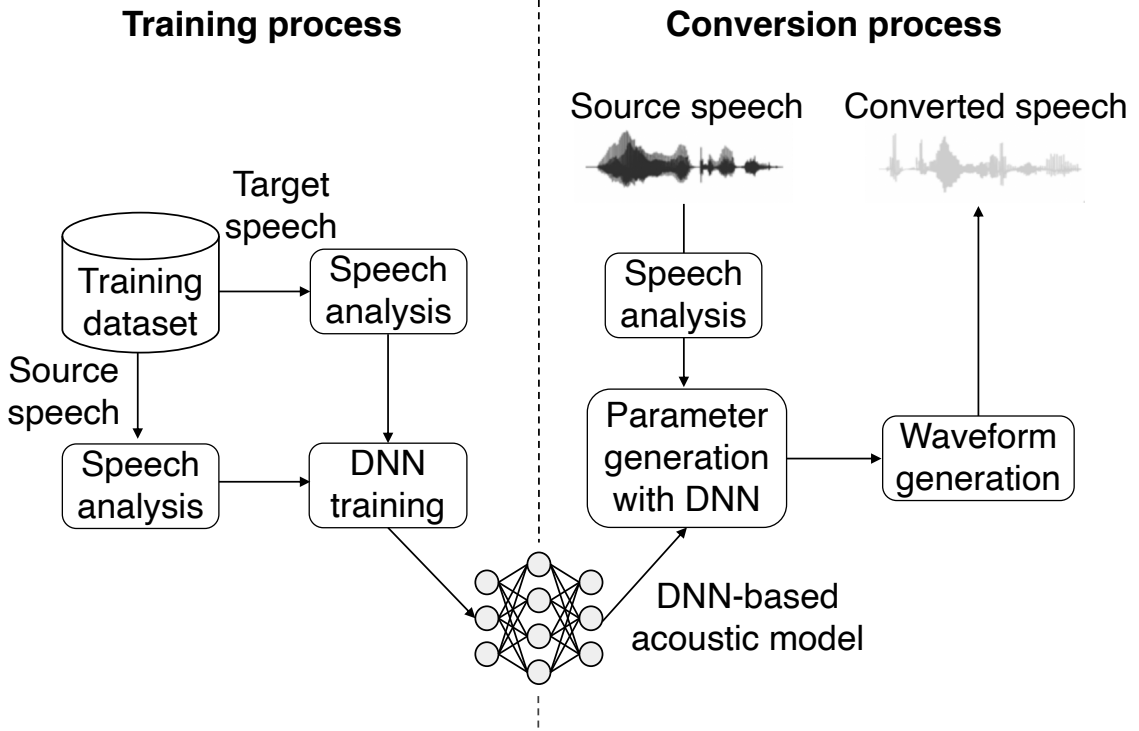 Training process
Target
speech
Training
dataset
Speech
analysis
Source
speech
Speech
analysis
DNN
training
Conversion process
Source speech
Converted speech
Speech
analysis
Parameter
generation
with DNN
Waveform
generation
DNN-based
acoustic model